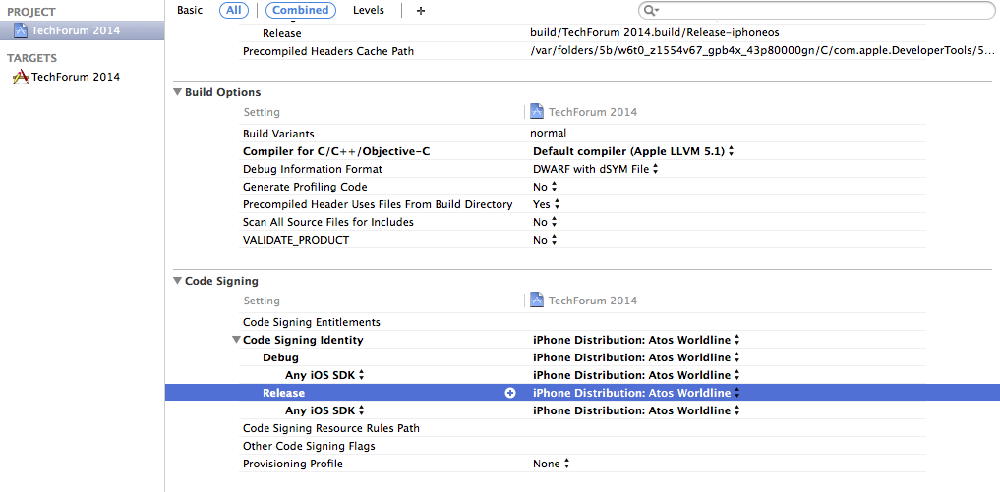 PROJECT
TechForum 2014
TARGETS
TechForum 2014
Basic All Combined Levels +
Release build/TechForum 2014.build/Release-iphoneos
Precompiled Headers Cache Path /var/folders/5b/w6t0_z1554v67_gpb4x_43p80000gn/C/com.apple.DeveloperTools/5...
Build Options
Setting TechForum 2014
Build Variants normal
Compiler for C/C++/Objective-C Default compiler (Apple LLVM 5.1)
Debug Information Format DWARF with dSYM File
Generate Profiling Code No
Precompiled Header Uses Files From Build Directory Yes
Scan All Source Files for Includes No
VALIDATE_PRODUCT No
Code Signing
Setting TechForum 2014
Code Signing Entitlements
Code Signing Identity iPhone Distribution: Atos Worldline
Debug iPhone Distribution: Atos Worldline
Any iOS SDK iPhone Distribution: Atos Worldline
Release iPhone Distribution: Atos Worldline
Any iOS SDK iPhone Distribution: Atos Worldline
Code Signing Resource Rules Path
Other Code Signing Flags
Provisioning Profile None